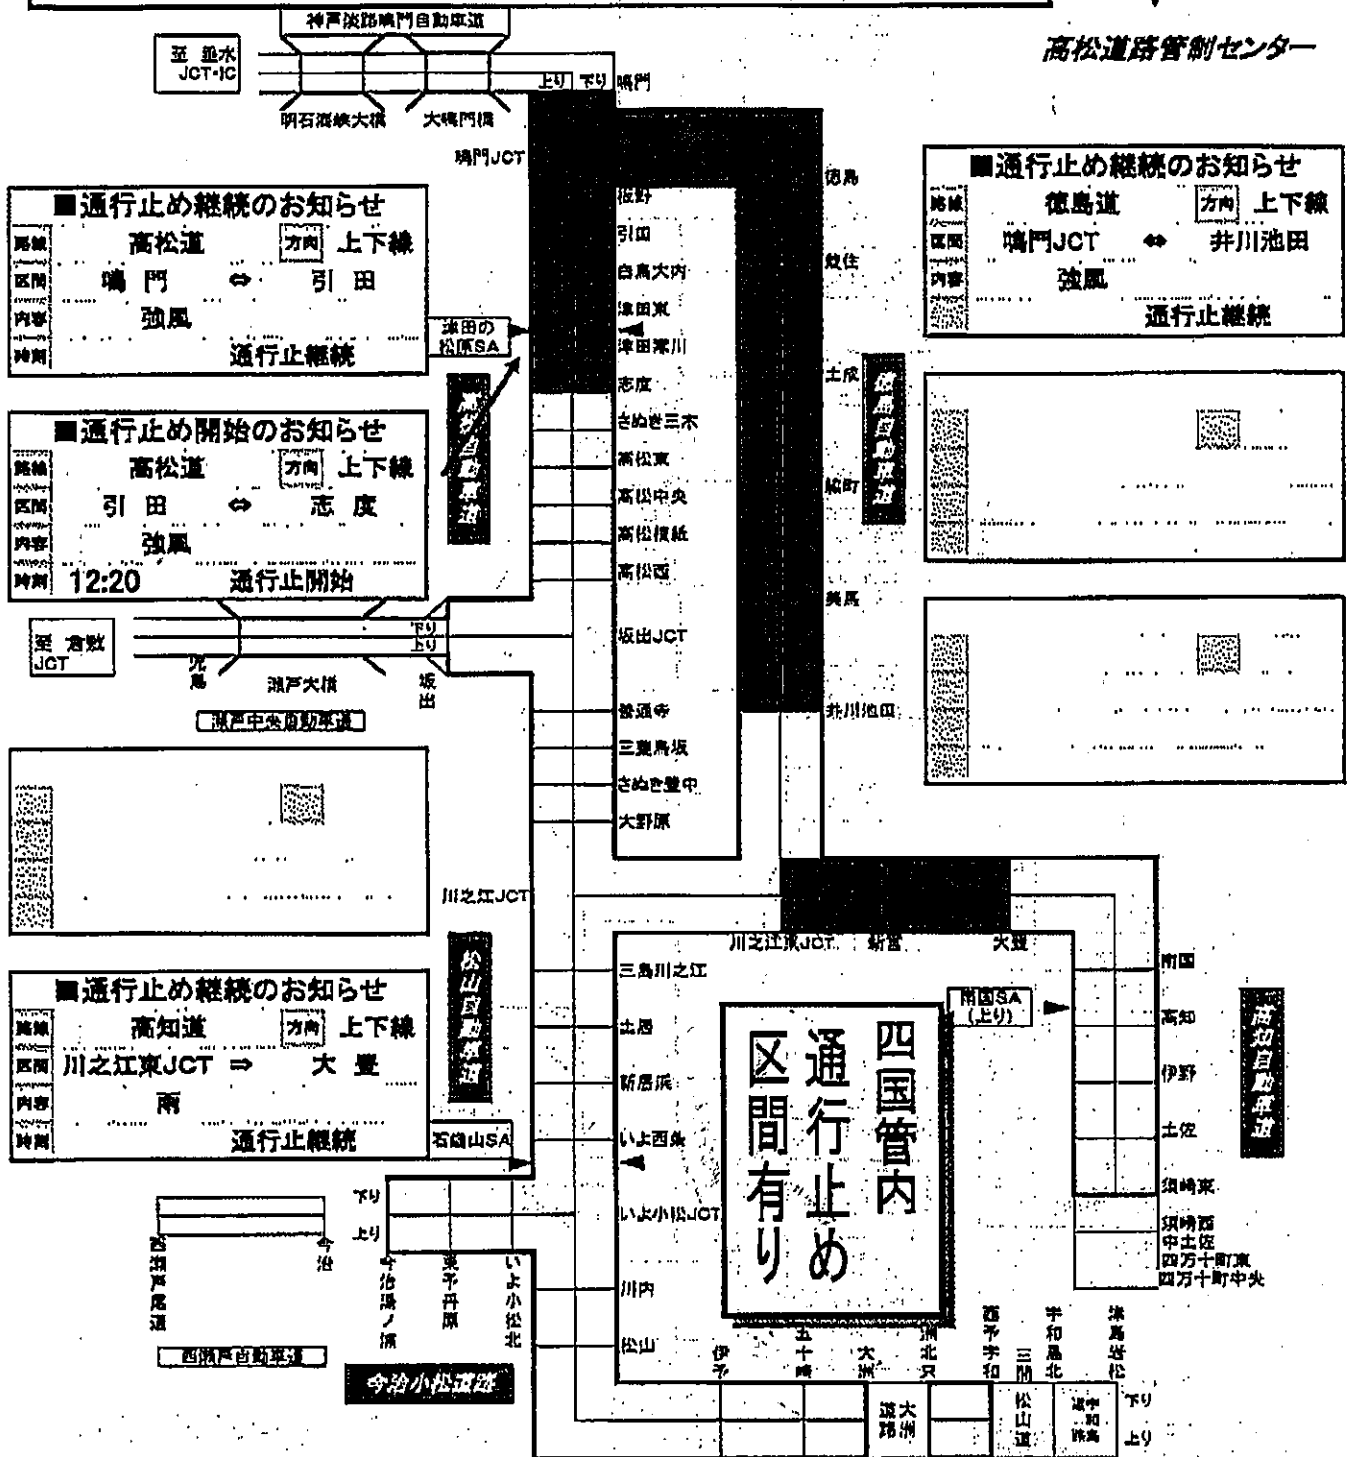 神戸淡路鳴門自動車道
高松道路管制センター
至 垂水
JCT・IC
上り 下り 鳴門
明石海峡大橋 大鳴門橋
鳴門JCT
■通行止め継続のお知らせ
路線 高松道 方向 上下線
区間 鳴門 ⇔ 引田
内容 強風
時刻 通行止継続
■通行止め継続のお知らせ
路線 徳島道 方向 上下線
区間 鳴門JCT ⇔ 井川池田
内容 強風
通行止継続
板野
引田
白鳥大内
津田東
津田寒川
志度
さぬき三木
高松東
高松中央
高松檀紙
高松西
坂出JCT
善通寺
三豊鳥坂
さぬき豊中
大野原
津田の
松原SA
徳島
藍住
土成
脇町
美馬
井川池田
徳島自動車道
高松自動車道
■通行止め開始のお知らせ
路線 高松道 方向 上下線
区間 引田 ⇔ 志度
内容 強風
時刻 12:20 通行止開始
至 倉敷
JCT
下り
上り
児島
瀬戸大橋
坂出
瀬戸中央自動車道
川之江JCT
川之江東JCT 新宮 大豊
三島川之江
土居
新居浜
いよ西条
いよ小松JCT
川内
松山
松山自動車道
■通行止め継続のお知らせ
路線 高知道 方向 上下線
区間 川之江東JCT ⇒ 大豊
内容 雨
時刻 通行止継続
石鎚山SA
四国管内
通行止め
区間有り
南国SA
(上り)
南国
高知
伊野
土佐
須崎東
須崎西
中土佐
四万十町東
四万十町中央
高知自動車道
下り
上り
西瀬戸尾道
今治
今治湯ノ浦
東予丹原
いよ小松北
西瀬戸自動車道
今治小松道路
伊予
五十崎
大洲
大洲北只
西予宇和
三間
宇和島北
津島岩松
大洲
道路
松山道
宇和島
道路
下り
上り